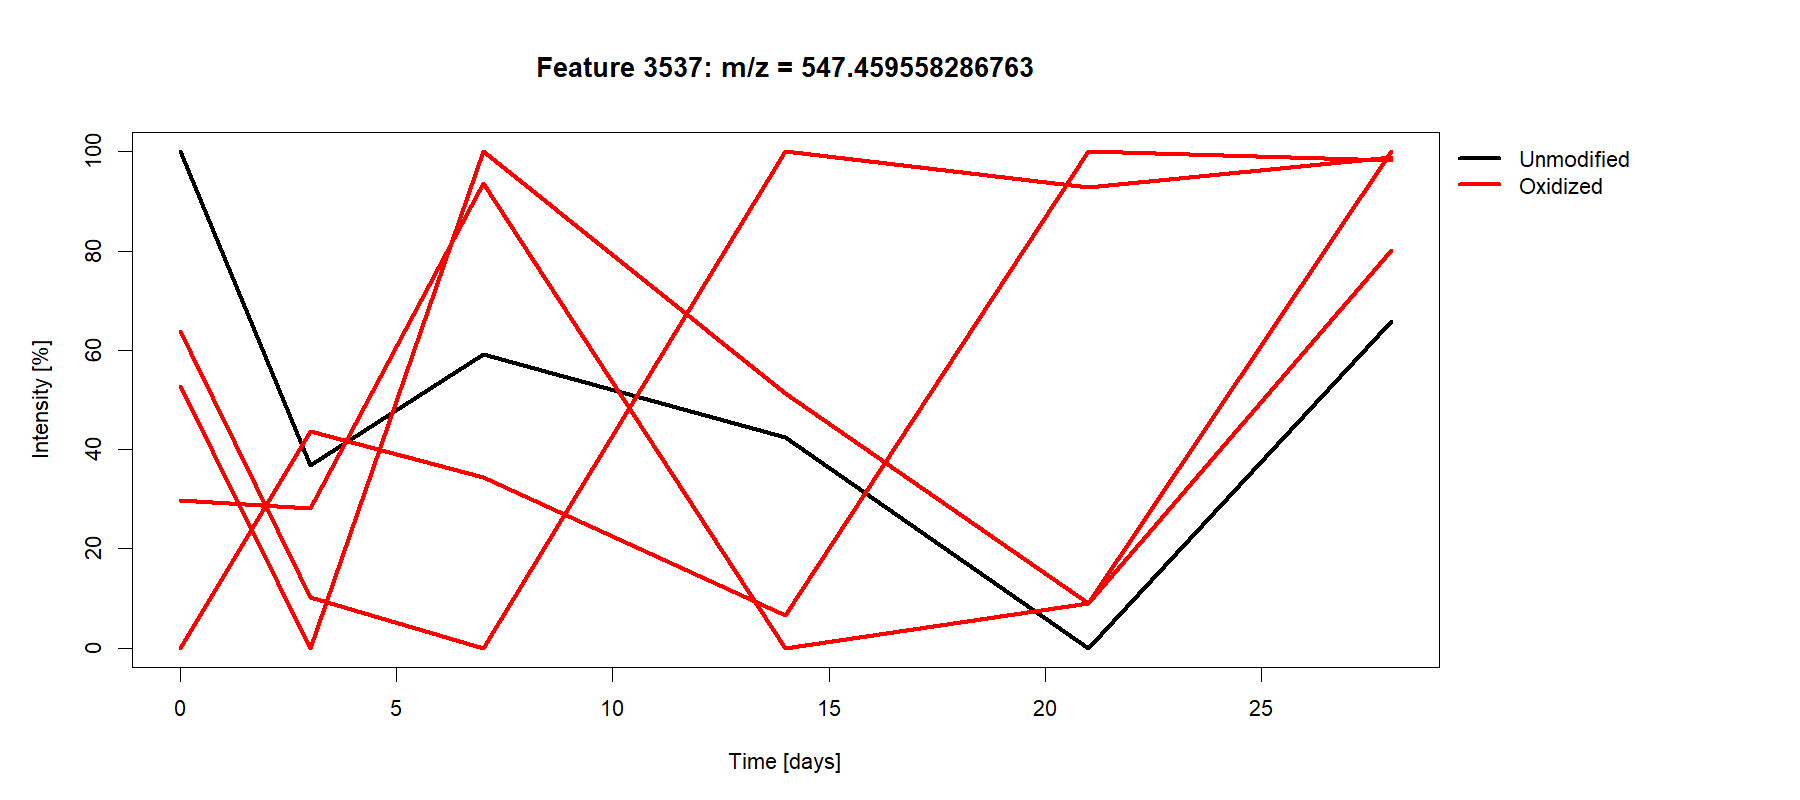 Feature 3537: m/z = 547.459558286763
Unmodified
Oxidized
Intensity [%]
100
80
60
40
20
0
0 5 10 15 20 25
Time [days]